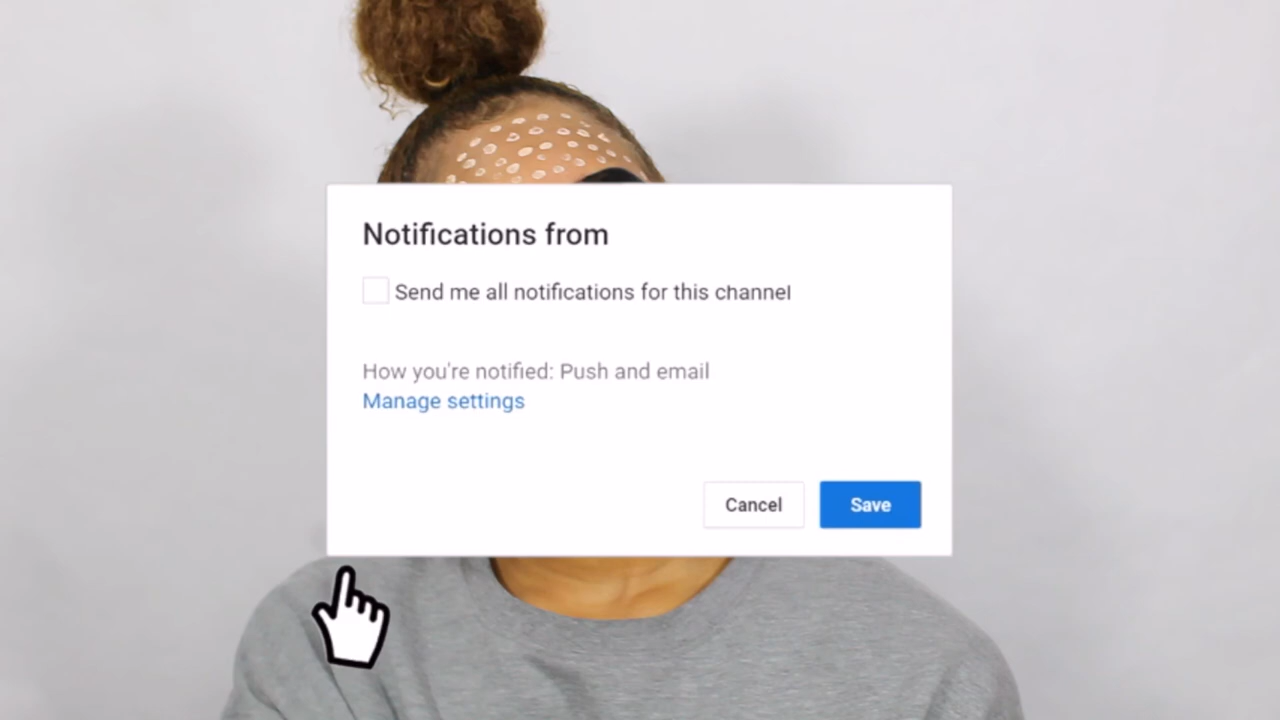 Notifications from
Send me all notifications for this channel
How you're notified: Push and email
Manage settings
Cancel
Save